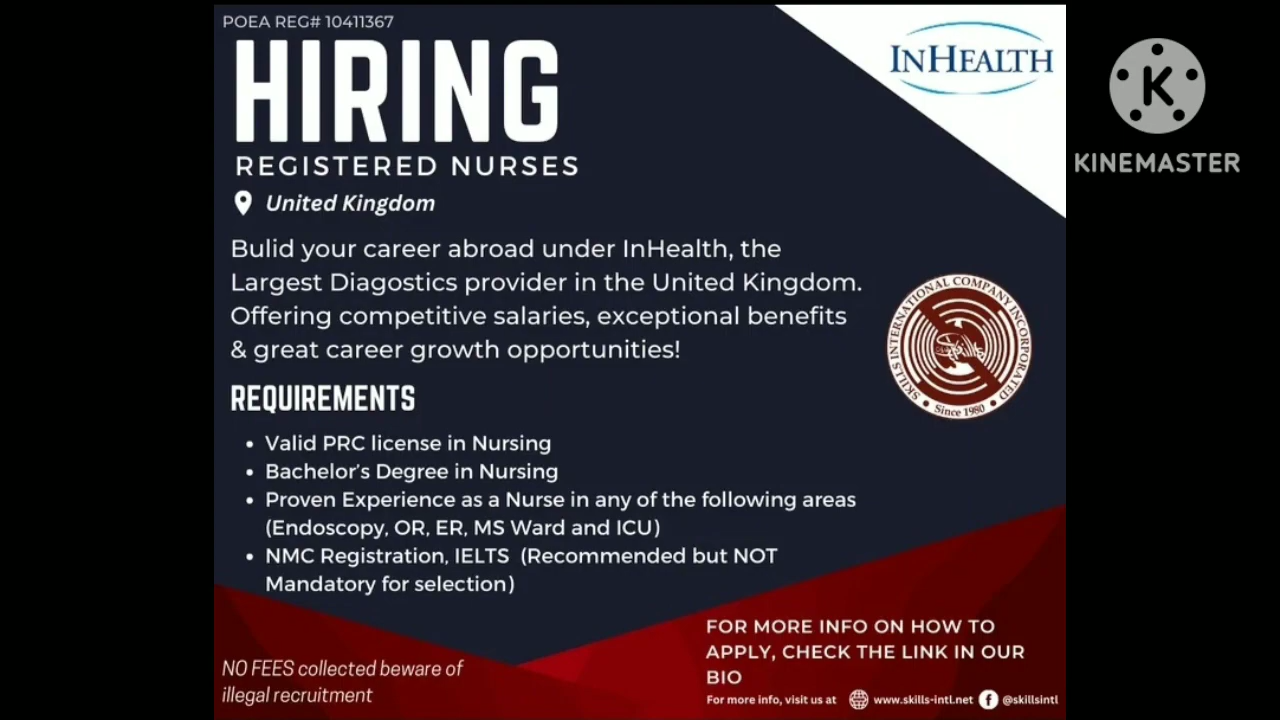 POEA REG# 10411367
HIRING
REGISTERED NURSES
United Kingdom
Bulid your career abroad under InHealth, the
Largest Diagostics provider in the United Kingdom.
Offering competitive salaries, exceptional benefits
& great career growth opportunities!
REQUIREMENTS
• Valid PRC license in Nursing
• Bachelor's Degree in Nursing
• Proven Experience as a Nurse in any of the following areas
(Endoscopy, OR, ER, MS Ward and ICU)
• NMC Registration, IELTS (Recommended but NOT
Mandatory for selection)
NO FEES collected beware of
illegal recruitment
INHEALTH
SKILLS INTERNATIONAL COMPANY INCORPORATED
Skills
• Since 1980 •
FOR MORE INFO ON HOW TO
APPLY, CHECK THE LINK IN OUR
BIO
For more info, visit us at www.skills-intl.net @skillsintl
K
KINEMASTER